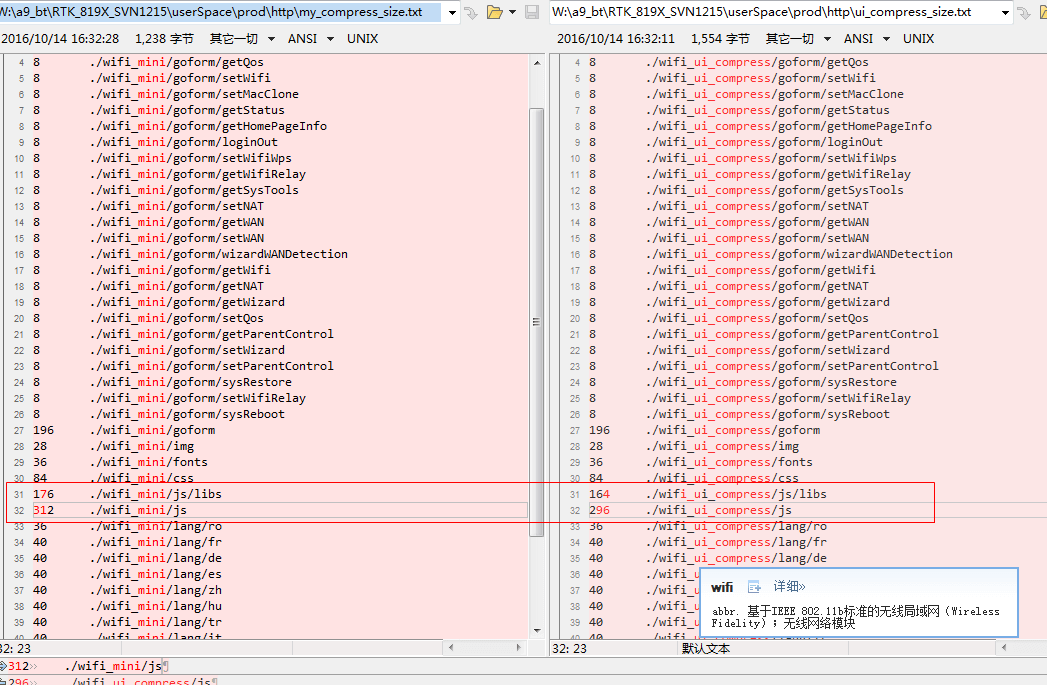 W:\a9_bt\RTK_819X_SVN1215\userSpace\prod\http\my_compress_size.txt
2016/10/14 16:32:28 1,238 字节 其它一切 ANSI UNIX
4 8 ./wifi_mini/goform/getQos
5 8 ./wifi_mini/goform/setWifi
6 8 ./wifi_mini/goform/setMacClone
7 8 ./wifi_mini/goform/getStatus
8 8 ./wifi_mini/goform/getHomePageInfo
9 8 ./wifi_mini/goform/loginOut
10 8 ./wifi_mini/goform/setWifiWps
11 8 ./wifi_mini/goform/getWifiRelay
12 8 ./wifi_mini/goform/getSysTools
13 8 ./wifi_mini/goform/setNAT
14 8 ./wifi_mini/goform/getWAN
15 8 ./wifi_mini/goform/setWAN
16 8 ./wifi_mini/goform/wizardWANDetection
17 8 ./wifi_mini/goform/getWifi
18 8 ./wifi_mini/goform/getNAT
19 8 ./wifi_mini/goform/getWizard
20 8 ./wifi_mini/goform/setQos
21 8 ./wifi_mini/goform/getParentControl
22 8 ./wifi_mini/goform/setWizard
23 8 ./wifi_mini/goform/setParentControl
24 8 ./wifi_mini/goform/sysRestore
25 8 ./wifi_mini/goform/setWifiRelay
26 8 ./wifi_mini/goform/sysReboot
27 196 ./wifi_mini/goform
28 28 ./wifi_mini/img
29 36 ./wifi_mini/fonts
30 84 ./wifi_mini/css
31 176 ./wifi_mini/js/libs
32 312 ./wifi_mini/js
33 36 ./wifi_mini/lang/ro
34 40 ./wifi_mini/lang/fr
35 40 ./wifi_mini/lang/de
36 40 ./wifi_mini/lang/es
37 40 ./wifi_mini/lang/zh
38 40 ./wifi_mini/lang/hu
39 40 ./wifi_mini/lang/tr
40 40 ./wifi_mini/lang/it
32: 23
W:\a9_bt\RTK_819X_SVN1215\userSpace\prod\http\ui_compress_size.txt
2016/10/14 16:32:11 1,554 字节 其它一切 ANSI UNIX
4 8 ./wifi_ui_compress/goform/getQos
5 8 ./wifi_ui_compress/goform/setWifi
6 8 ./wifi_ui_compress/goform/setMacClone
7 8 ./wifi_ui_compress/goform/getStatus
8 8 ./wifi_ui_compress/goform/getHomePageInfo
9 8 ./wifi_ui_compress/goform/loginOut
10 8 ./wifi_ui_compress/goform/setWifiWps
11 8 ./wifi_ui_compress/goform/getWifiRelay
12 8 ./wifi_ui_compress/goform/getSysTools
13 8 ./wifi_ui_compress/goform/setNAT
14 8 ./wifi_ui_compress/goform/getWAN
15 8 ./wifi_ui_compress/goform/setWAN
16 8 ./wifi_ui_compress/goform/wizardWANDetection
17 8 ./wifi_ui_compress/goform/getWifi
18 8 ./wifi_ui_compress/goform/getNAT
19 8 ./wifi_ui_compress/goform/getWizard
20 8 ./wifi_ui_compress/goform/setQos
21 8 ./wifi_ui_compress/goform/getParentControl
22 8 ./wifi_ui_compress/goform/setWizard
23 8 ./wifi_ui_compress/goform/setParentControl
24 8 ./wifi_ui_compress/goform/sysRestore
25 8 ./wifi_ui_compress/goform/setWifiRelay
26 8 ./wifi_ui_compress/goform/sysReboot
27 196 ./wifi_ui_compress/goform
28 28 ./wifi_ui_compress/img
29 36 ./wifi_ui_compress/fonts
30 84 ./wifi_ui_compress/css
31 164 ./wifi_ui_compress/js/libs
32 296 ./wifi_ui_compress/js
33 36 ./wifi_ui_compress/lang/ro
34 40 ./wifi_ui_compress/lang/fr
35 40 ./wifi_ui_compress/lang/de
36 40 ./wifi_u
37 40 ./wifi_u
38 40 ./wifi_u
39 40 ./wifi_u
40 40 ./wifi_u
wifi 详细»
abbr. 基于IEEE 802.11b标准的无线局域网（Wireless
Fidelity）；无线网络模块
32: 23 默认文本
312 ./wifi_mini/js¶
296 ./wifi_ui_compress/js¶